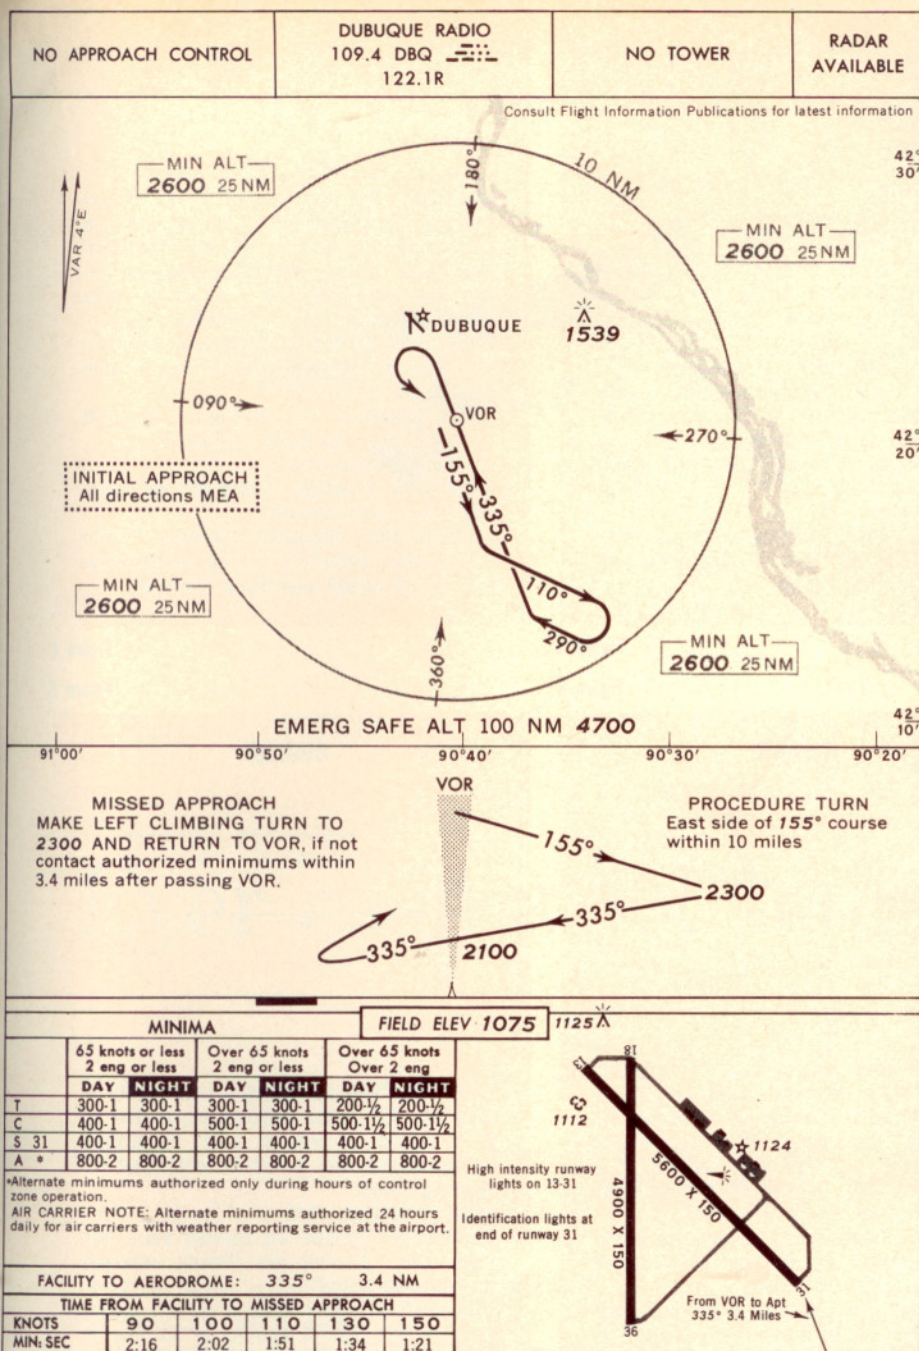 NO APPROACH CONTROL
DUBUQUE RADIO
109.4 DBQ
122.1R
NO TOWER
RADAR
AVAILABLE
Consult Flight Information Publications for latest information
MIN ALT
2600 25 NM
VAR 4°E
180°
10 NM
42°
30'
MIN ALT
2600 25 NM
DUBUQUE
1539
090°
VOR
270°
42°
20'
INITIAL APPROACH
All directions MEA
155°
335°
110°
290°
MIN ALT
2600 25 NM
360°
MIN ALT
2600 25 NM
EMERG SAFE ALT 100 NM 4700
42°
10'
91°00' 90°50' 90°40' 90°30' 90°20'
MISSED APPROACH
MAKE LEFT CLIMBING TURN TO
2300 AND RETURN TO VOR, if not
contact authorized minimums within
3.4 miles after passing VOR.
VOR
PROCEDURE TURN
East side of 155° course
within 10 miles
155°
2300
335°
335°
2100
MINIMA
FIELD ELEV 1075
65 knots or less
2 eng or less
Over 65 knots
2 eng or less
Over 65 knots
Over 2 eng
DAY NIGHT DAY NIGHT DAY NIGHT
T 300-1 300-1 300-1 300-1 200-½ 200-½
C 400-1 400-1 500-1 500-1 500-1½ 500-1½
S 31 400-1 400-1 400-1 400-1 400-1 400-1
A * 800-2 800-2 800-2 800-2 800-2 800-2
*Alternate minimums authorized only during hours of control
zone operation.
AIR CARRIER NOTE: Alternate minimums authorized 24 hours
daily for air carriers with weather reporting service at the airport.
FACILITY TO AERODROME: 335° 3.4 NM
TIME FROM FACILITY TO MISSED APPROACH
KNOTS 90 100 110 130 150
MIN: SEC 2:16 2:02 1:51 1:34 1:21
1125
13
18
1112
1124
High intensity runway
lights on 13-31
Identification lights at
end of runway 31
5600 X 150
4900 X 150
31
36
From VOR to Apt
335° 3.4 Miles